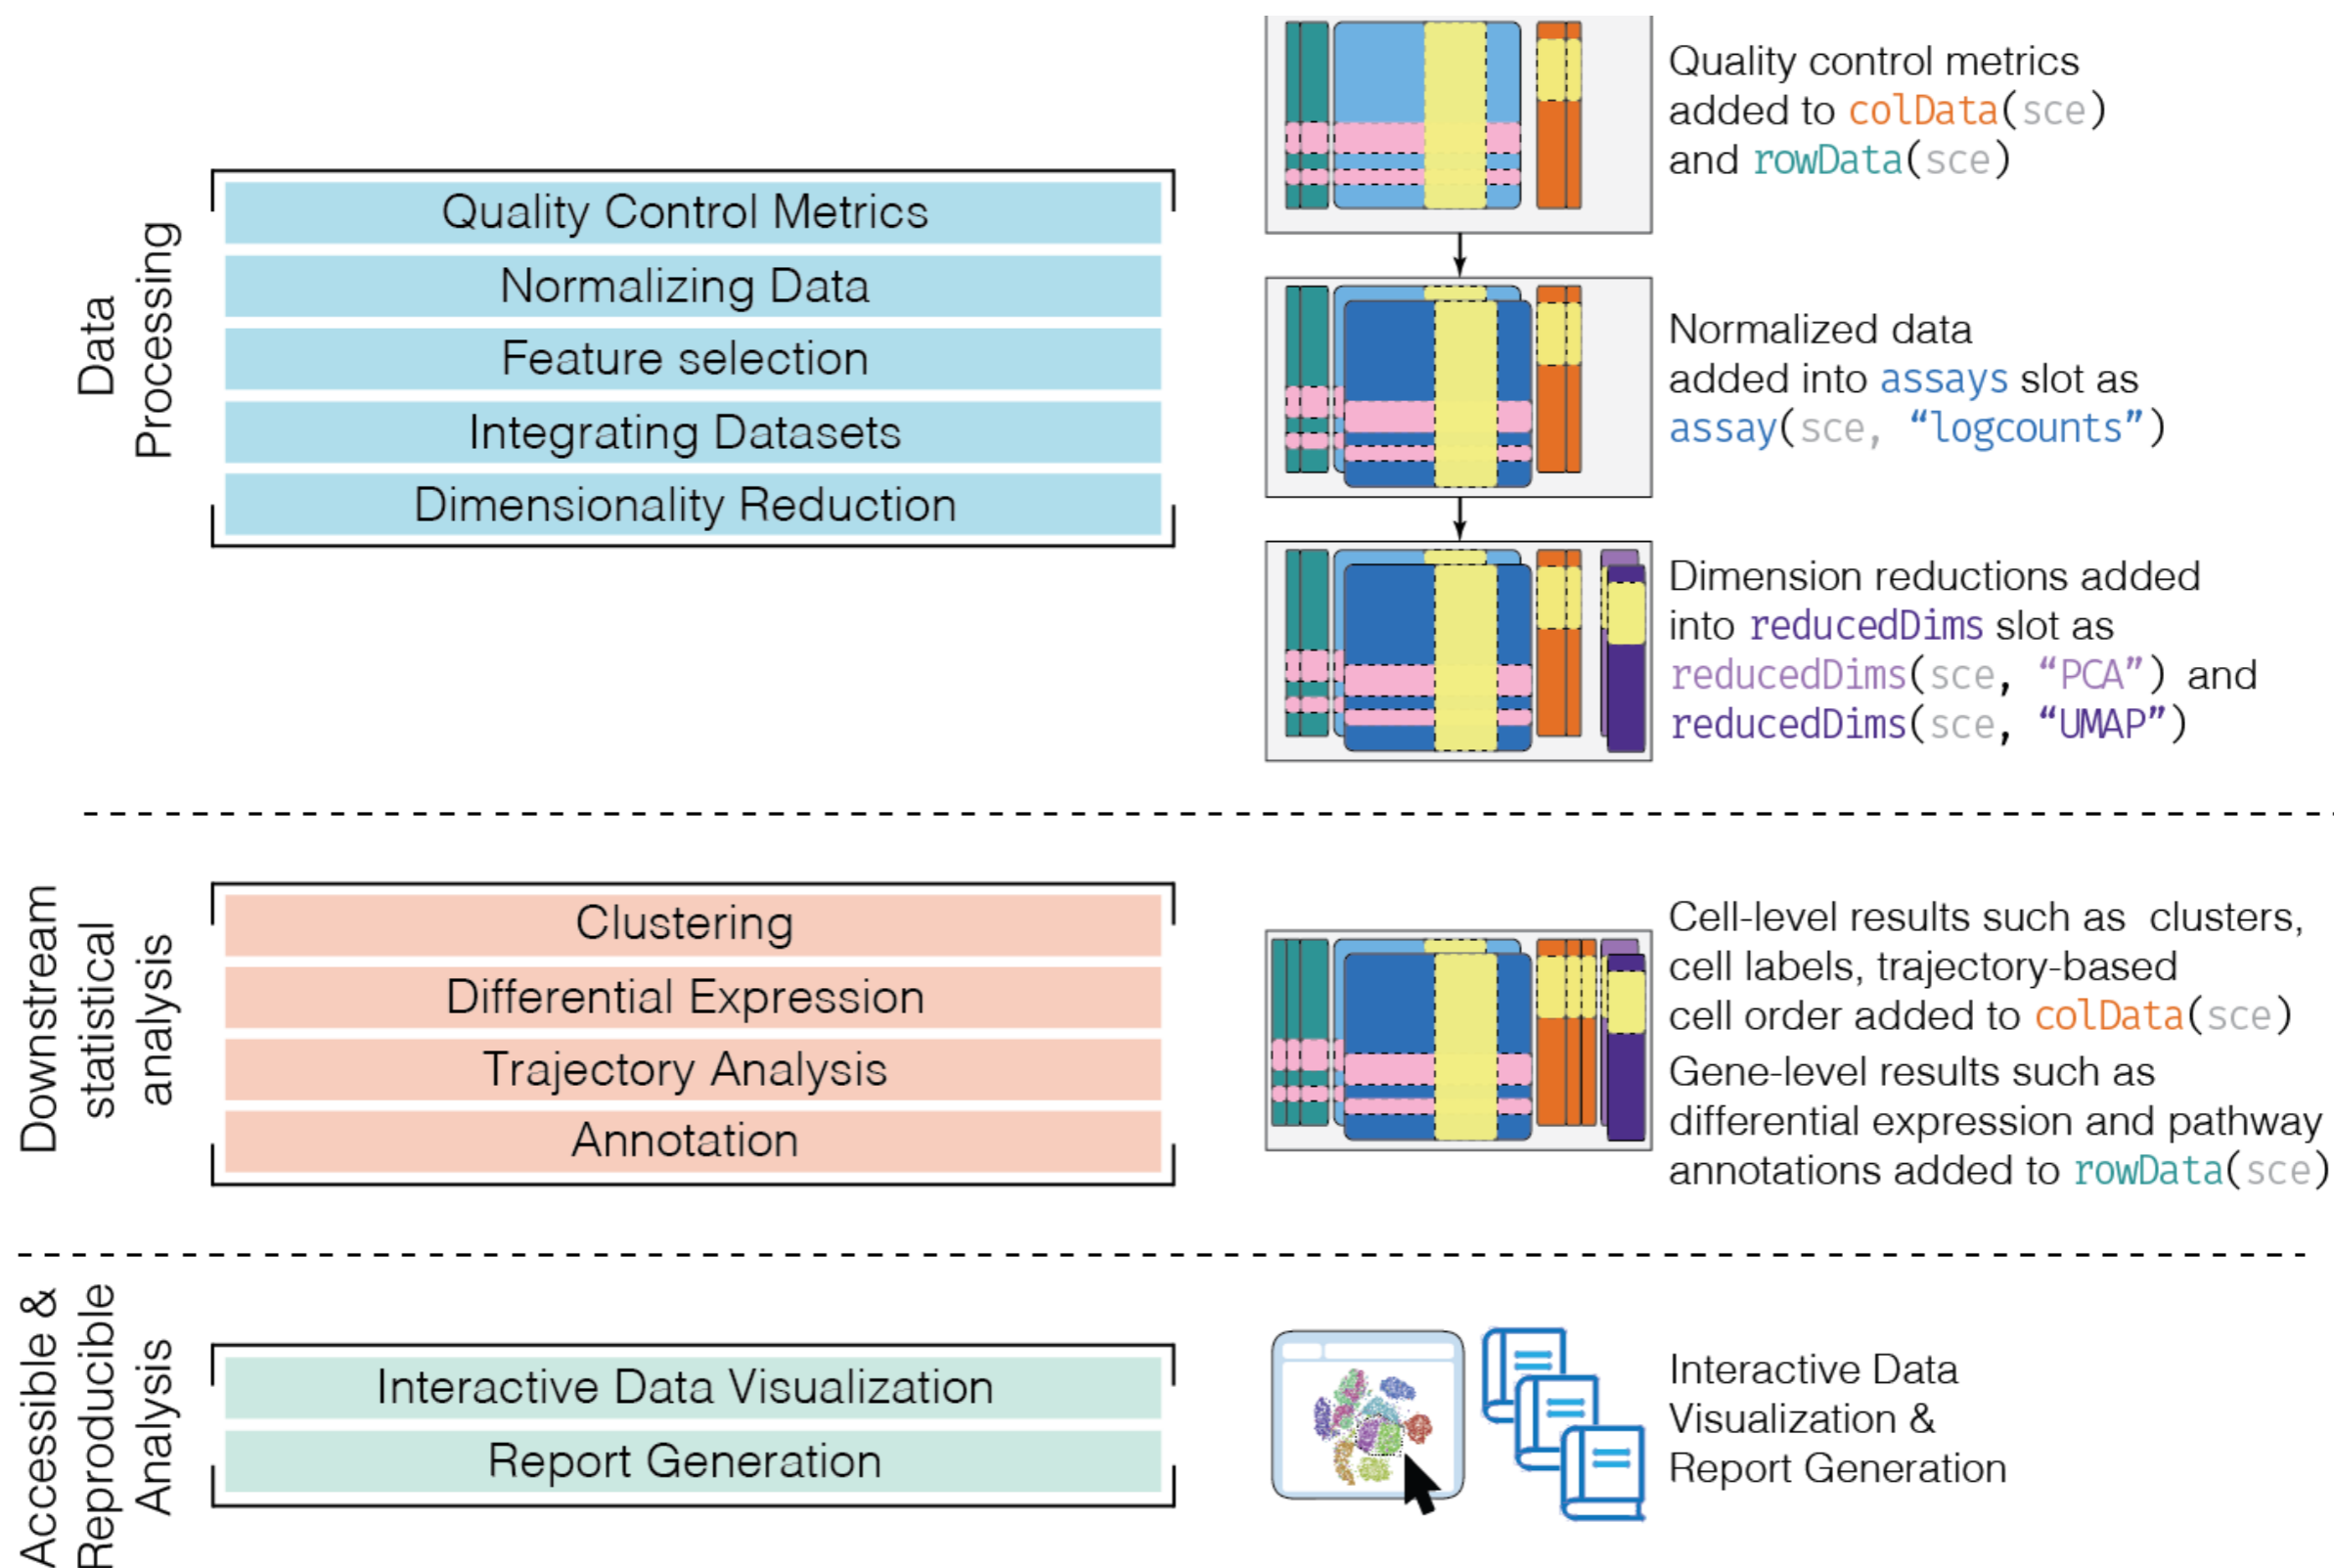 Data
Processing
Quality Control Metrics
Normalizing Data
Feature selection
Integrating Datasets
Dimensionality Reduction
Quality control metrics
added to colData(sce)
and rowData(sce)
Normalized data
added into assays slot as
assay(sce, “logcounts”)
Dimension reductions added
into reducedDims slot as
reducedDims(sce, “PCA”) and
reducedDims(sce, “UMAP”)
Downstream
statistical
analysis
Clustering
Differential Expression
Trajectory Analysis
Annotation
Cell-level results such as clusters,
cell labels, trajectory-based
cell order added to colData(sce)
Gene-level results such as
differential expression and pathway
annotations added to rowData(sce)
Accessible &
Reproducible
Analysis
Interactive Data Visualization
Report Generation
Interactive Data
Visualization &
Report Generation